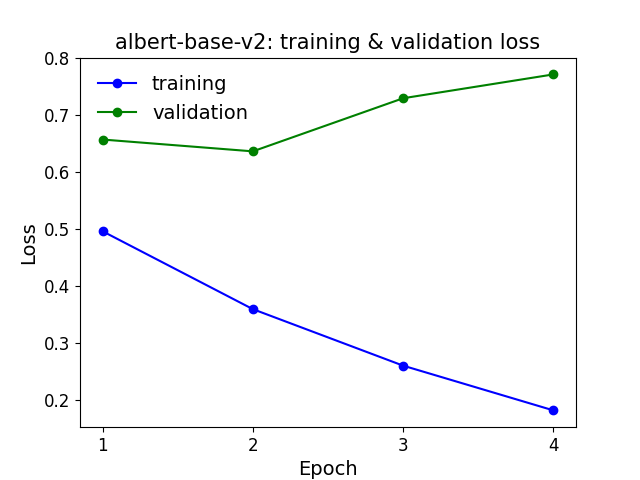 albert-base-v2: training & validation loss
training
validation
0.8
0.7
0.6
0.5
0.4
0.3
0.2
Loss
1 2 3 4
Epoch